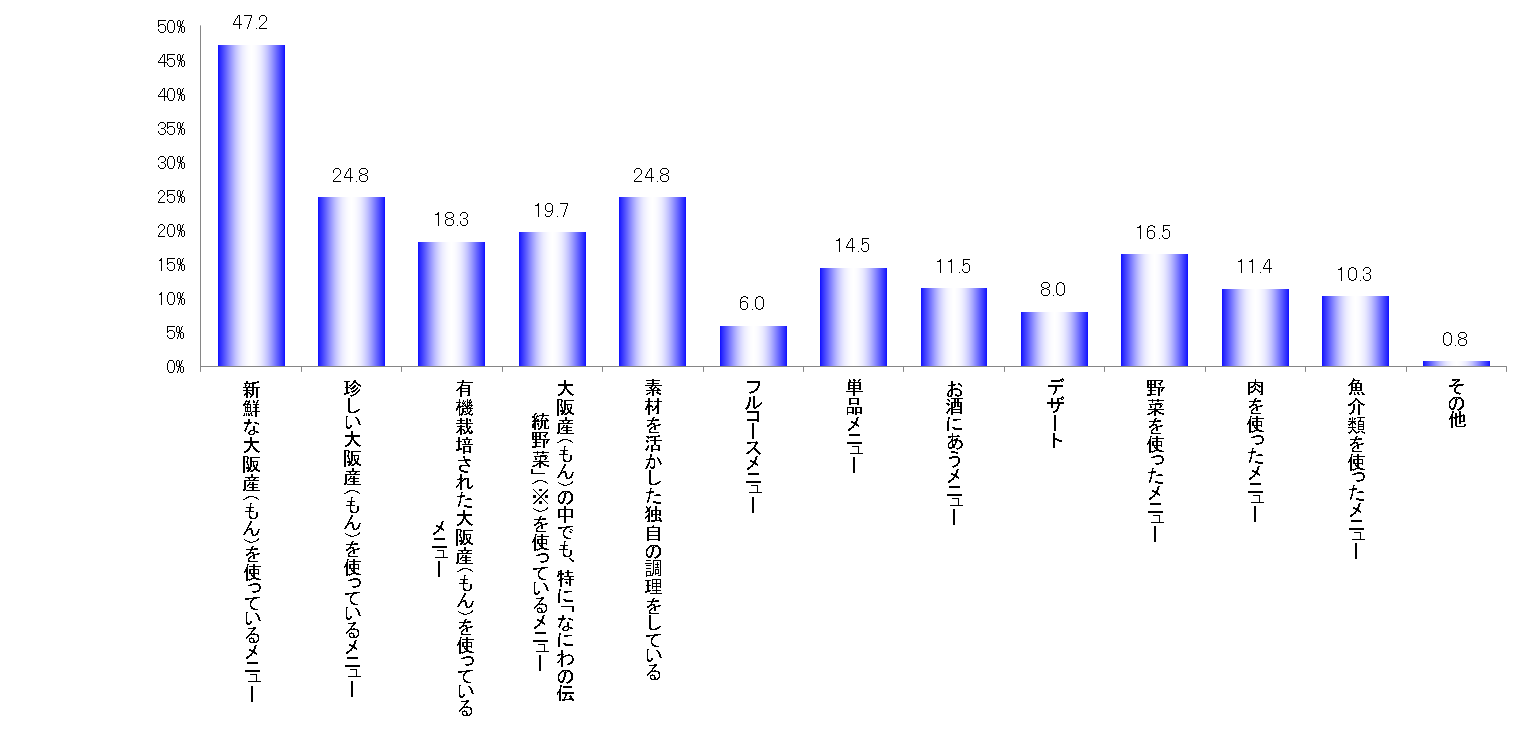 50%
45%
40%
35%
30%
25%
20%
15%
10%
5%
0%
47.2
24.8
18.3
19.7
24.8
6.0
14.5
11.5
8.0
16.5
11.4
10.3
0.8
新鮮な大阪産(もん)を使っているメニュー
珍しい大阪産(もん)を使っているメニュー
有機栽培された大阪産(もん)を使っている
メニュー
大阪産(もん)の中でも、特に「なにわの伝
統野菜」(※)を使っているメニュー
素材を活かした独自の調理をしている
フルコースメニュー
単品メニュー
お酒にあうメニュー
デザート
野菜を使ったメニュー
肉を使ったメニュー
魚介類を使ったメニュー
その他